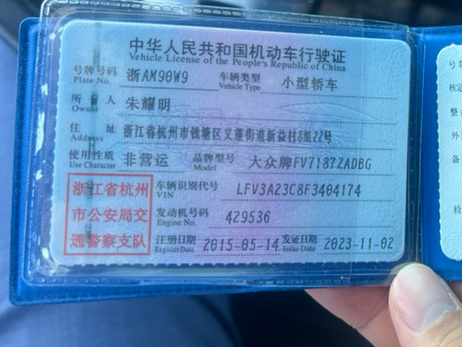 中华人民共和国机动车行驶证
Vehicle License of the People's Republic of China
号牌号码 浙AM90W9 车辆类型 小型轿车
Plate No. Vehicle Type
所有人 朱耀明
Owner
住址 浙江省杭州市钱塘区义蓬街道新益村8组22号
Address
使用性质 非营运 品牌型号 大众牌FV7187ZADBG
Use Character Model
浙江省杭州
市公安局交
通警察支队
车辆识别代号 LFV3A23C8F3404174
VIN
发动机号码 429536
Engine No.
注册日期 2015-05-14 发证日期 2023-11-02
Register Date Issue Date